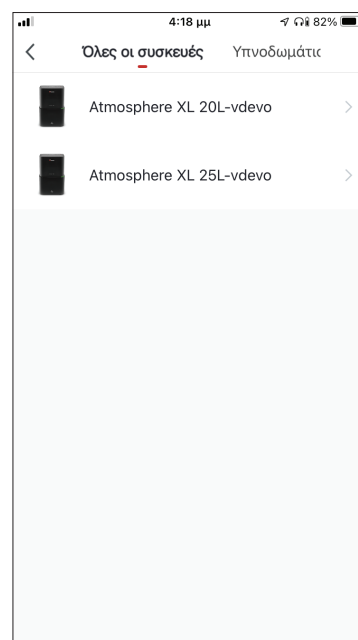 4:18 μμ 82%
Όλες οι συσκευές Υπνοδωμάτιο
Atmosphere XL 20L-vdevo
Atmosphere XL 25L-vdevo